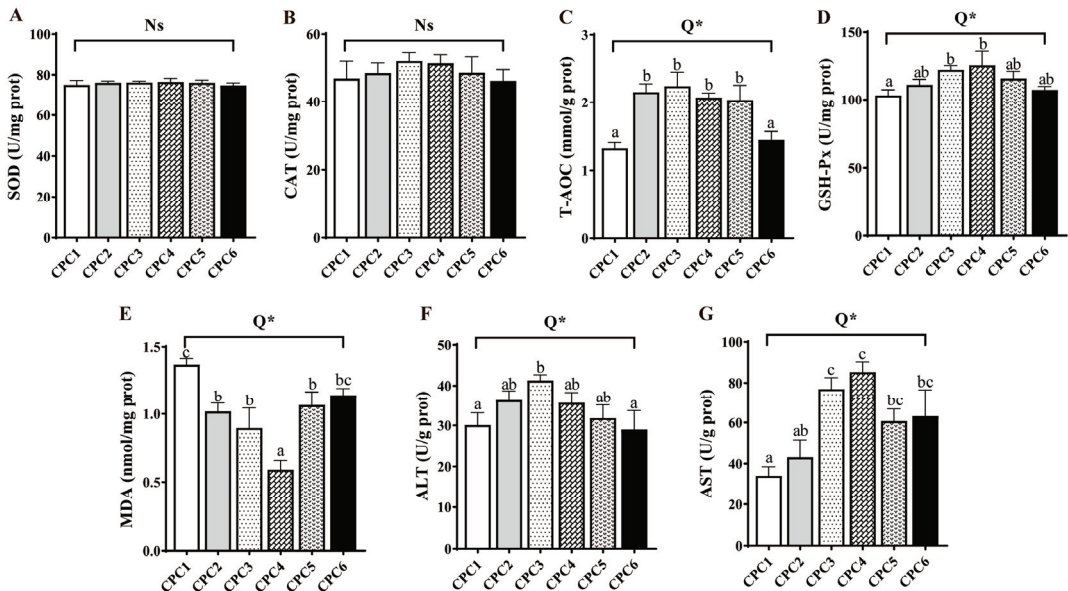 A
Ns
SOD (U/mg prot)
100
80
60
40
20
0
CPC1 CPC2 CPC3 CPC4 CPC5 CPC6
B
Ns
CAT (U/mg prot)
60
40
20
0
CPC1 CPC2 CPC3 CPC4 CPC5 CPC6
C
Q*
T-AOC (mmol/g prot)
3
2
1
0
a b b b b a
CPC1 CPC2 CPC3 CPC4 CPC5 CPC6
D
Q*
GSH-Px (U/mg prot)
150
100
50
0
a ab b b ab ab
CPC1 CPC2 CPC3 CPC4 CPC5 CPC6
E
Q*
MDA (nmol/mg prot)
1.5
1.0
0.5
0.0
c b b a b bc
CPC1 CPC2 CPC3 CPC4 CPC5 CPC6
F
Q*
ALT (U/g prot)
50
40
30
20
10
0
a ab b ab ab a
CPC1 CPC2 CPC3 CPC4 CPC5 CPC6
G
Q*
AST (U/g prot)
100
80
60
40
20
0
a ab c c bc bc
CPC1 CPC2 CPC3 CPC4 CPC5 CPC6